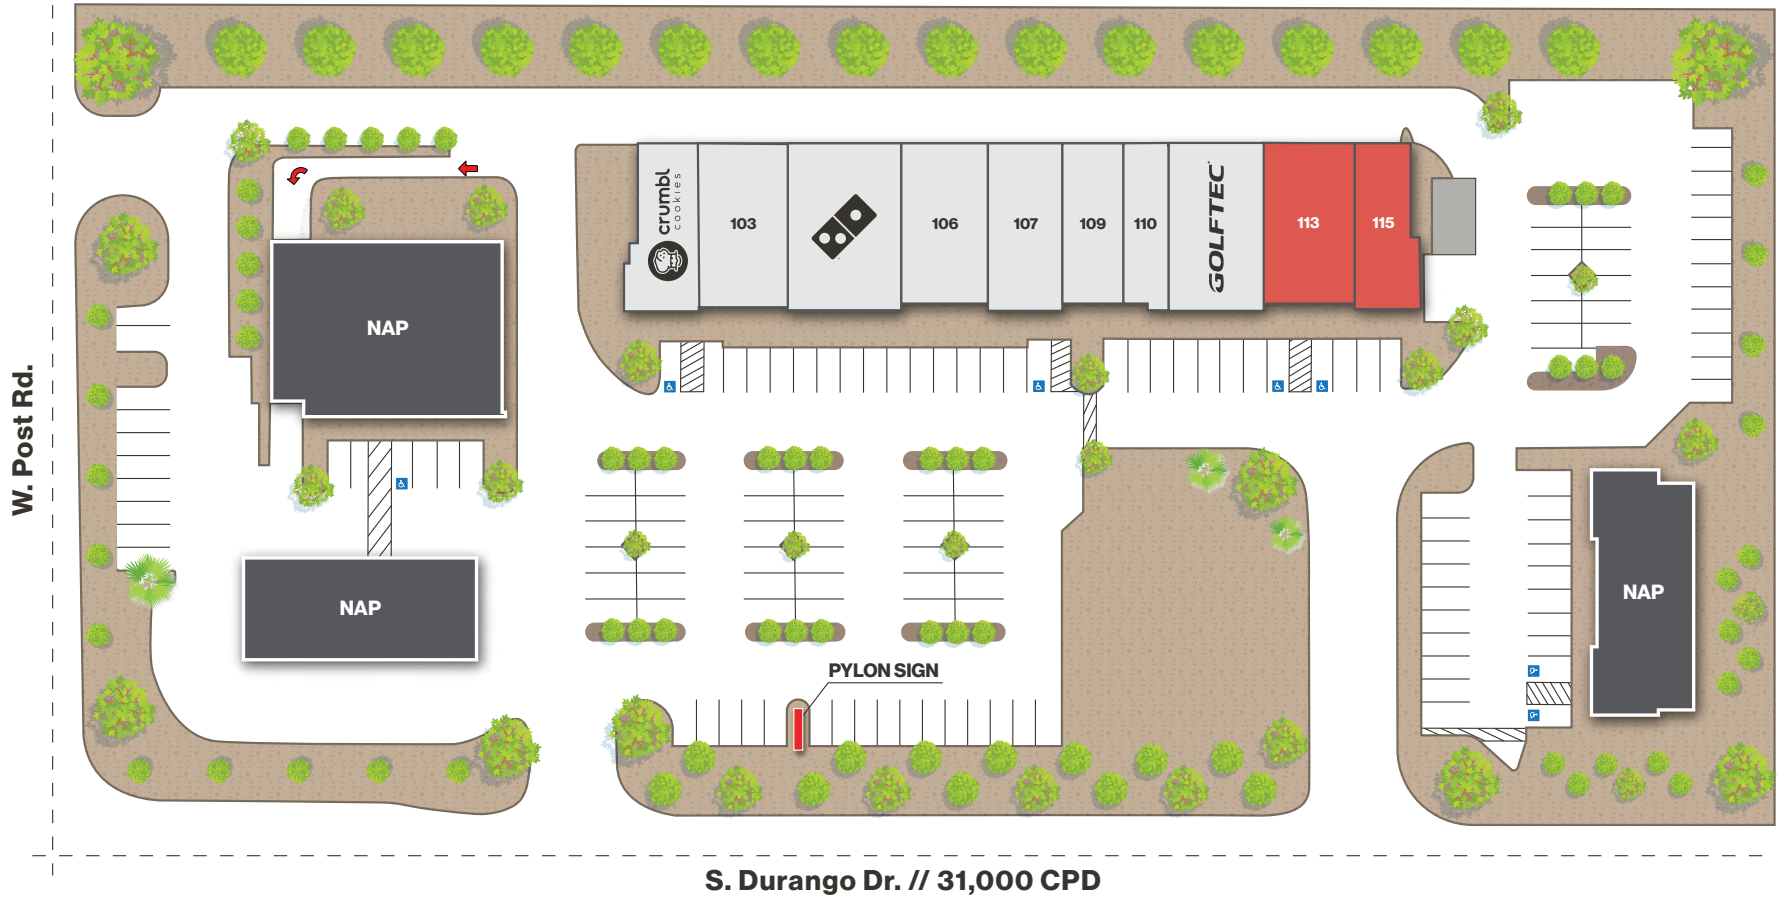 crumbl
cookies
103
106
107
109
110
GOLFTEC
113
115
NAP
NAP
NAP
PYLON SIGN
W. Post Rd.
S. Durango Dr. // 31,000 CPD